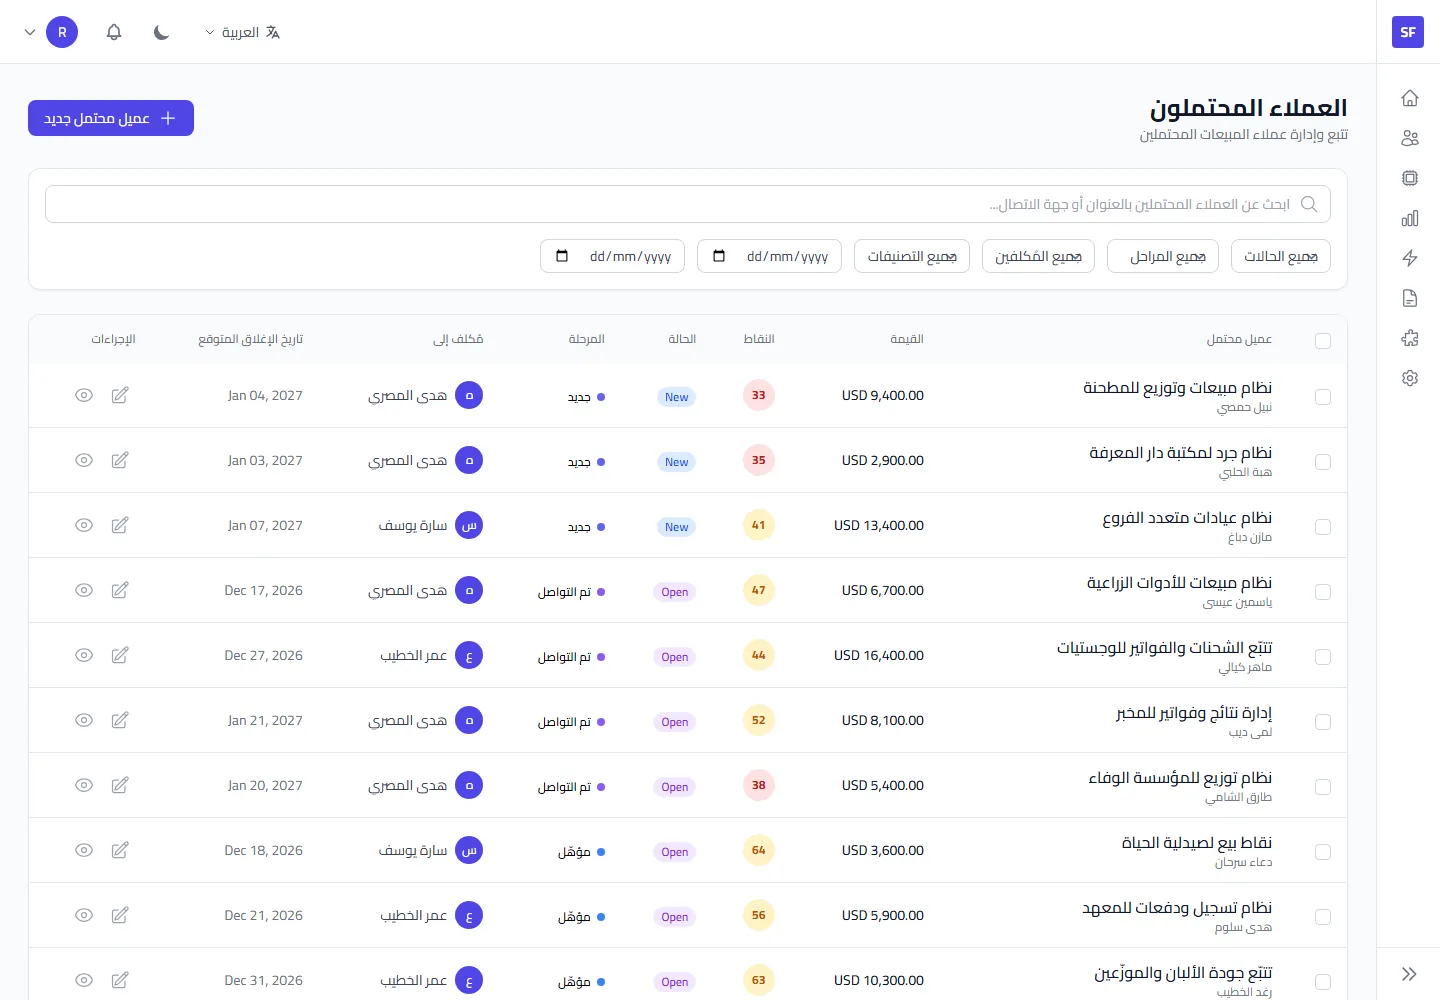 SF
العربية
R
العملاء المحتملون
تتبع وإدارة عملاء المبيعات المحتملين
عميل محتمل جديد
ابحث عن العملاء المحتملين بالعنوان أو جهة الاتصال...
جميع الحالات جميع المراحل جميع المُكلفين جميع التصنيفات dd/mm/yyyy dd/mm/yyyy
عميل محتمل القيمة النقاط الحالة المرحلة مُكلف إلى تاريخ الإغلاق المتوقع الإجراءات
نظام مبيعات وتوزيع للمطحنة USD 9,400.00 33 New جديد ه هدى المصري Jan 04, 2027
نبيل حمصي
نظام جرد لمكتبة دار المعرفة USD 2,900.00 35 New جديد ه هدى المصري Jan 03, 2027
هبة الحلبي
نظام عيادات متعدد الفروع USD 13,400.00 41 New جديد س سارة يوسف Jan 07, 2027
مازن دباغ
نظام مبيعات للأدوات الزراعية USD 6,700.00 47 Open تم التواصل ه هدى المصري Dec 17, 2026
ياسمين عيسى
تتبّع الشحنات والفواتير للوجستيات USD 16,400.00 44 Open تم التواصل ع عمر الخطيب Dec 27, 2026
ماهر كيالي
إدارة نتائج وفواتير للمخبر USD 8,100.00 52 Open تم التواصل ه هدى المصري Jan 21, 2027
لمى ديب
نظام توزيع للمؤسسة الوفاء USD 5,400.00 38 Open تم التواصل ه هدى المصري Jan 20, 2027
طارق الشامي
نقاط بيع لصيدلية الحياة USD 3,600.00 64 Open مؤهّل س سارة يوسف Dec 18, 2026
دعاء سرحان
نظام تسجيل ودفعات للمعهد USD 5,900.00 56 Open مؤهّل ع عمر الخطيب Dec 21, 2026
هدى سلوم
تتبّع جودة الألبان والموزّعين USD 10,300.00 63 Open مؤهّل ع عمر الخطيب Dec 31, 2026
رغد الخطيب